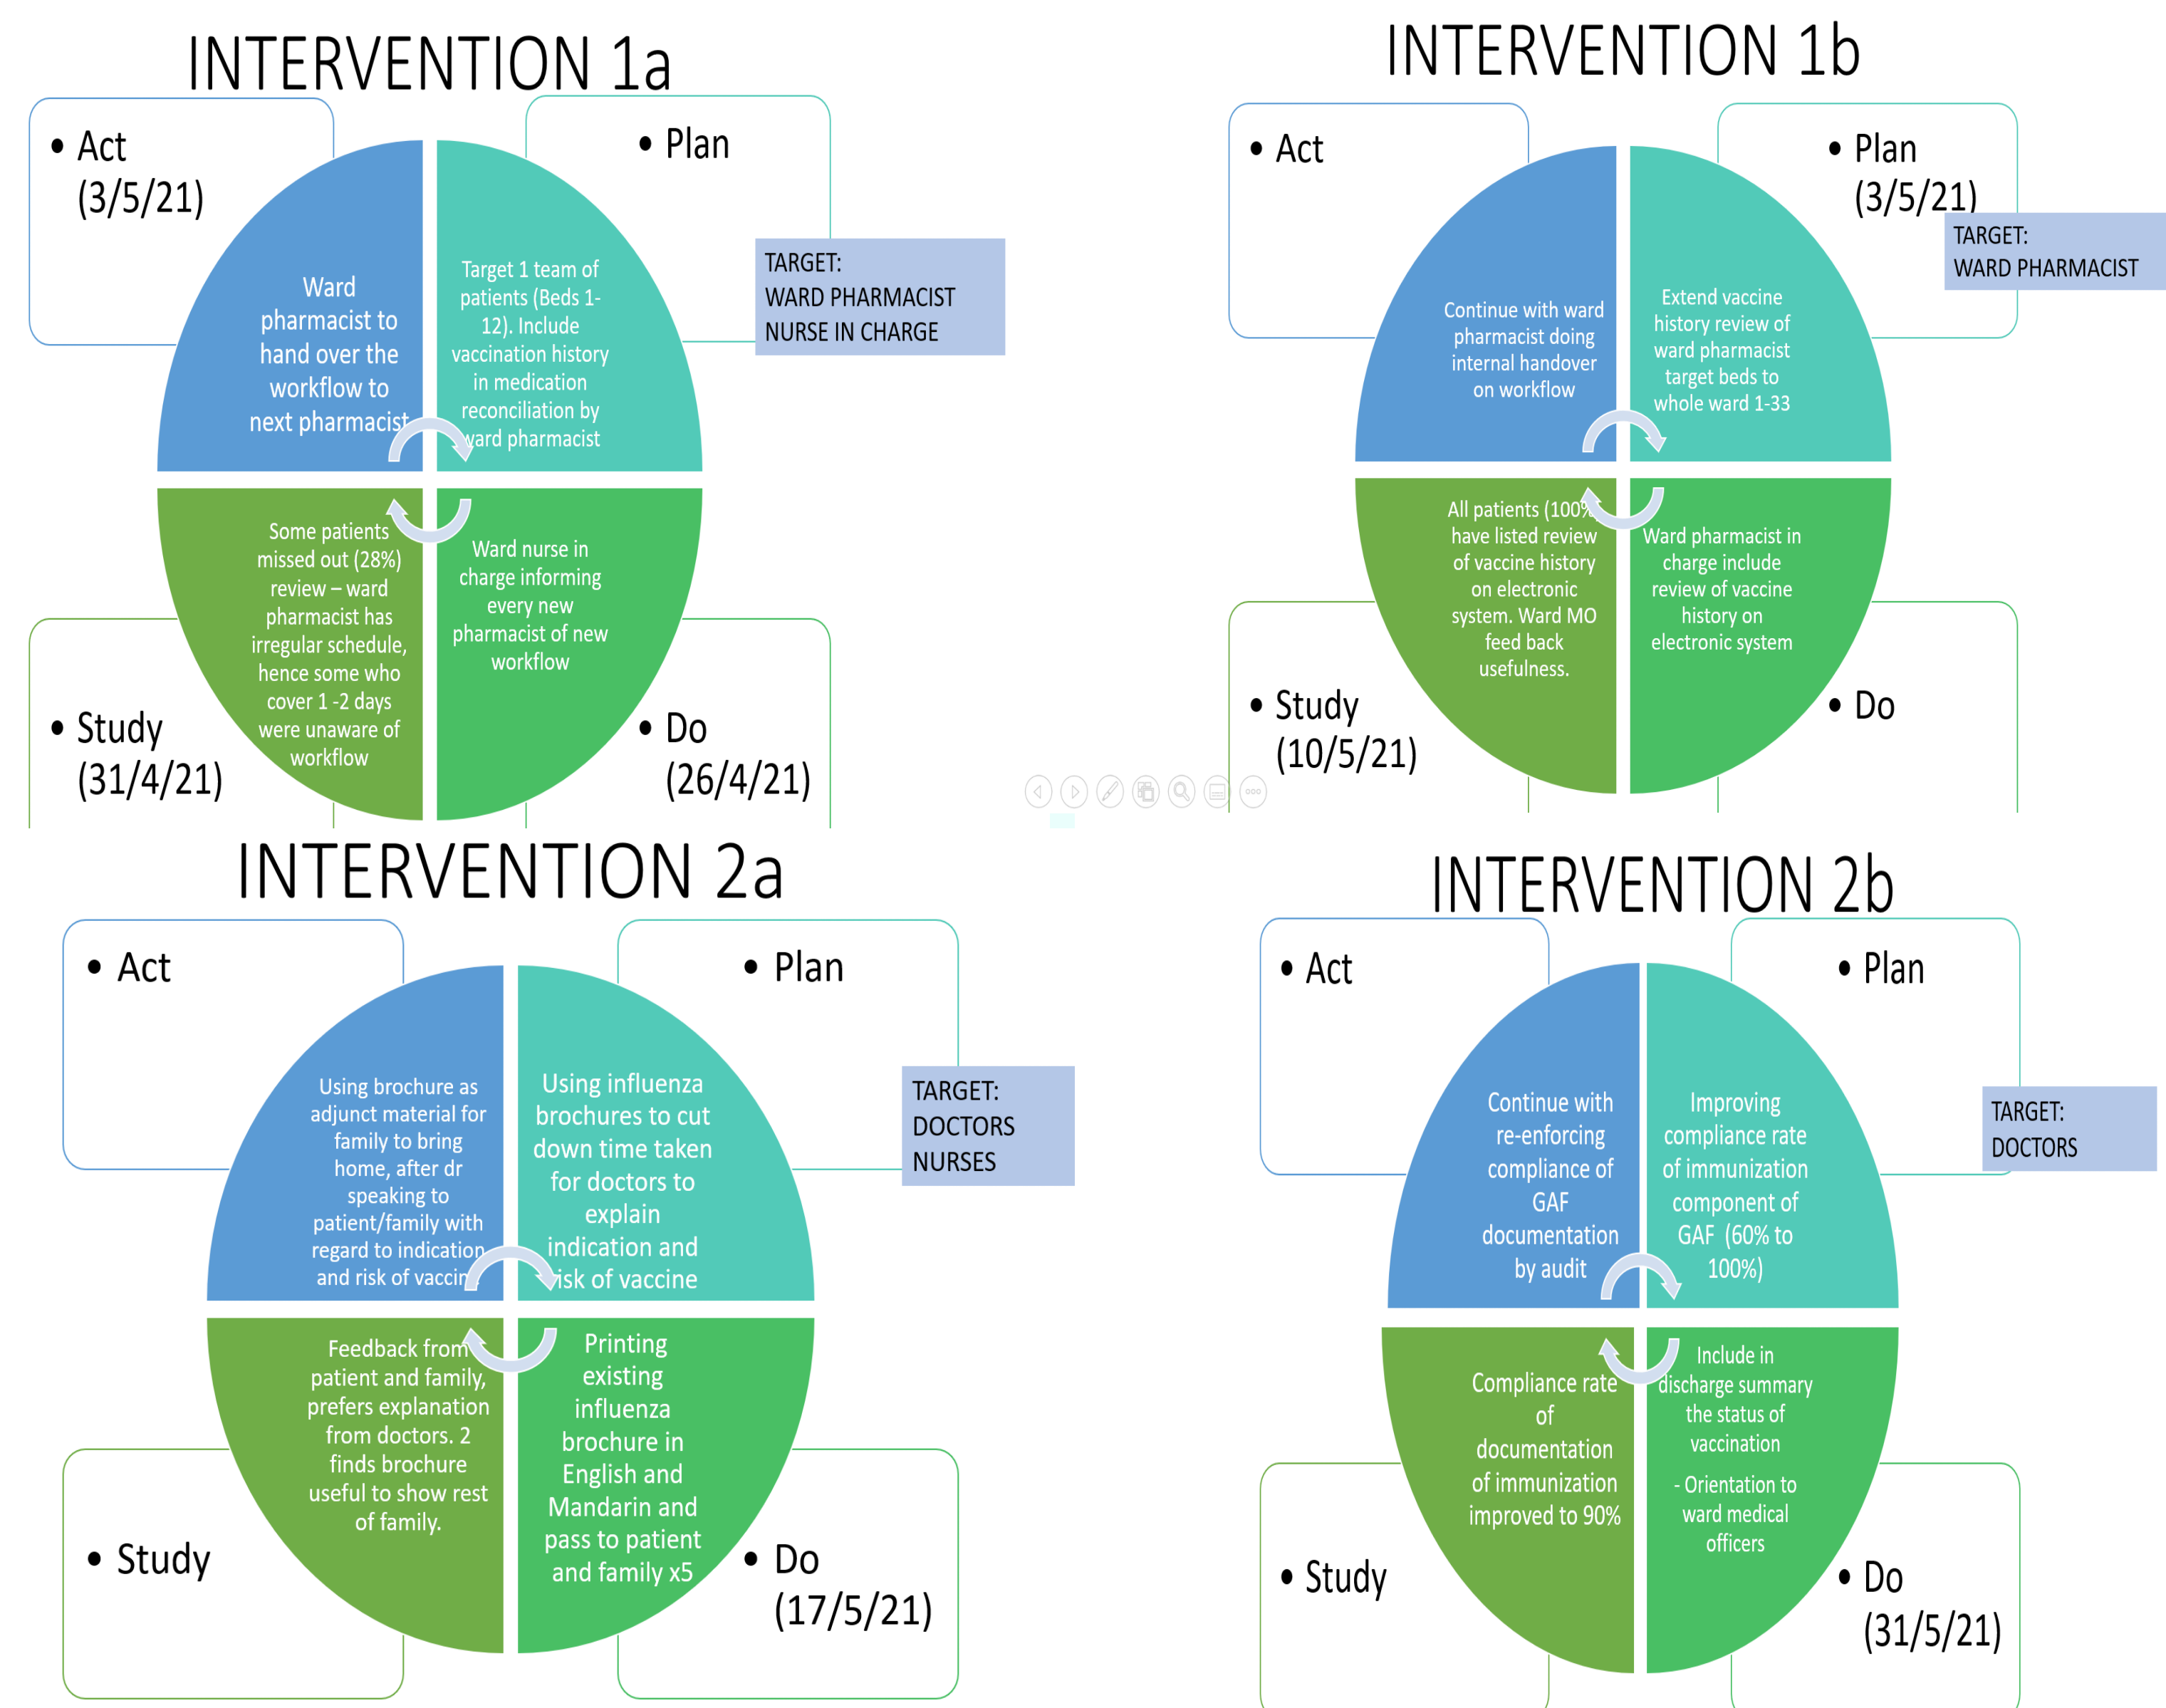 INTERVENTION 1a
• Act
(3/5/21)
Ward
pharmacist to
hand over the
workflow to
next pharmacist
• Plan
Target 1 team of
patients (Beds 1-
12). Include
vaccination history
in medication
reconciliation by
ward pharmacist
TARGET:
WARD PHARMACIST
NURSE IN CHARGE
Some patients
missed out (28%)
review – ward
pharmacist has
irregular schedule,
hence some who
cover 1 -2 days
were unaware of
workflow
• Study
(31/4/21)
Ward nurse in
charge informing
every new
pharmacist of new
workflow
• Do
(26/4/21)
INTERVENTION 1b
• Act
Continue with ward
pharmacist doing
internal handover
on workflow
• Plan
(3/5/21)
Extend vaccine
history review of
ward pharmacist
target beds to
whole ward 1-33
TARGET:
WARD PHARMACIST
All patients (100%
have listed review
of vaccine history
on electronic
system. Ward MO
feed back
usefulness.
• Study
(10/5/21)
Ward pharmacist in
charge include
review of vaccine
history on
electronic system
• Do
INTERVENTION 2a
• Act
Using brochure as
adjunct material for
family to bring
home, after dr
speaking to
patient/family with
regard to indication
and risk of vaccine
• Plan
Using influenza
brochures to cut
down time taken
for doctors to
explain
indication and
risk of vaccine
TARGET:
DOCTORS
NURSES
Feedback from
patient and family,
prefers explanation
from doctors. 2
finds brochure
useful to show rest
of family.
• Study
Printing
existing
influenza
brochure in
English and
Mandarin and
pass to patient
and family x5
• Do
(17/5/21)
INTERVENTION 2b
• Act
Continue with
re-enforcing
compliance of
GAF
documentation
by audit
• Plan
Improving
compliance rate
of immunization
component of
GAF (60% to
100%)
TARGET:
DOCTORS
Compliance rate
of
documentation
of immunization
improved to 90%
• Study
Include in
discharge summary
the status of
vaccination
- Orientation to
ward medical
officers
• Do
(31/5/21)